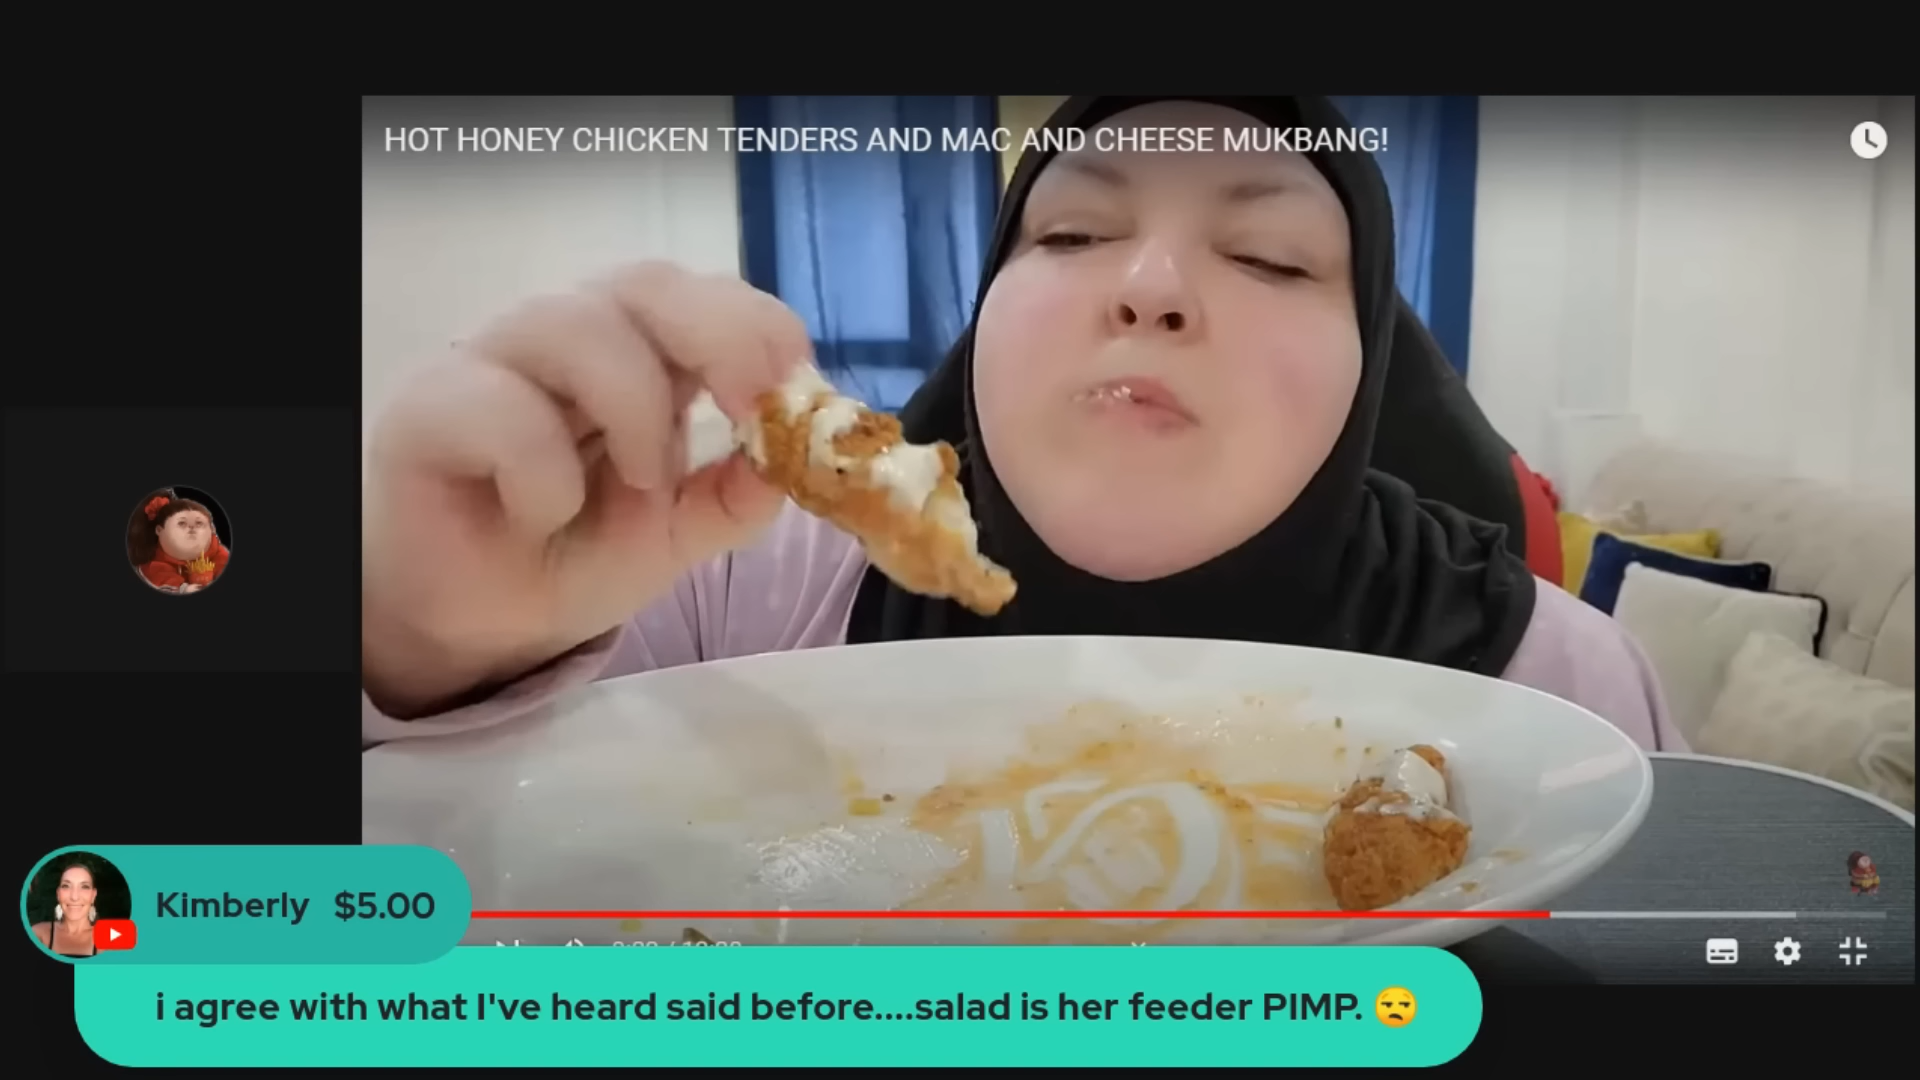 HOT HONEY CHICKEN TENDERS AND MAC AND CHEESE MUKBANG!
Kimberly $5.00
i agree with what I've heard said before....salad is her feeder PIMP. 😒